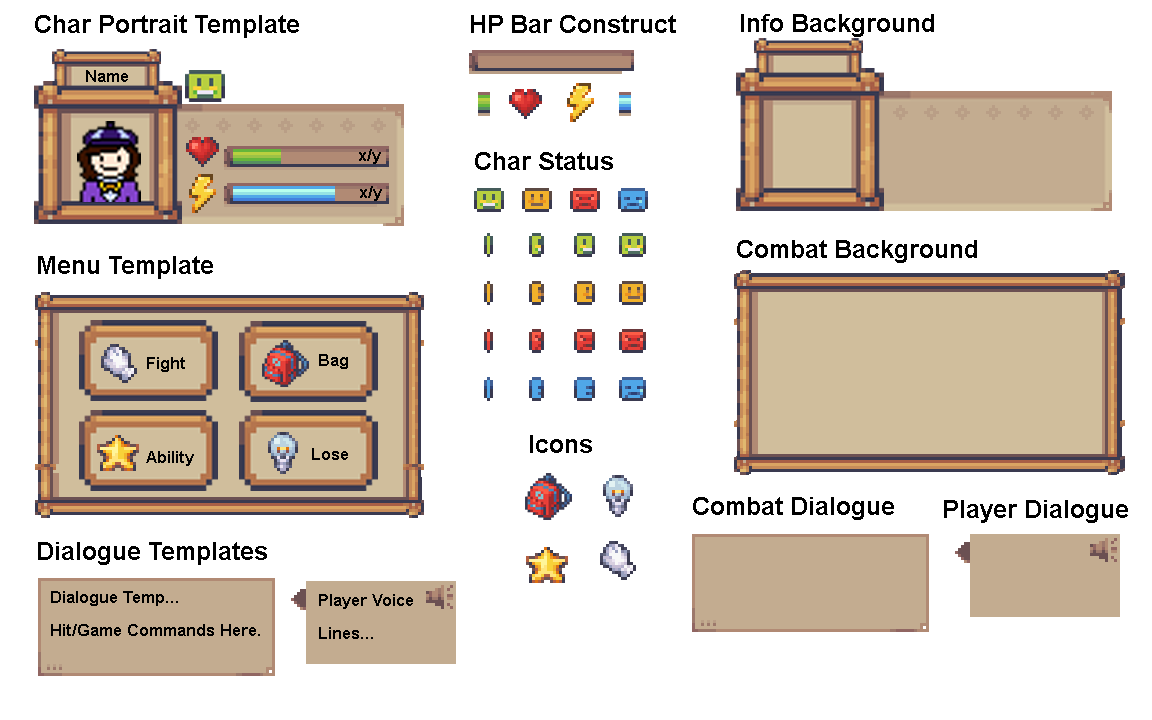 Char Portrait Template
HP Bar Construct
Info Background
Name
x/y
x/y
Char Status
Combat Background
Menu Template
Fight
Bag
Ability
Lose
Icons
Combat Dialogue
Player Dialogue
Dialogue Templates
Dialogue Temp...
Hit/Game Commands Here.
Player Voice
Lines...